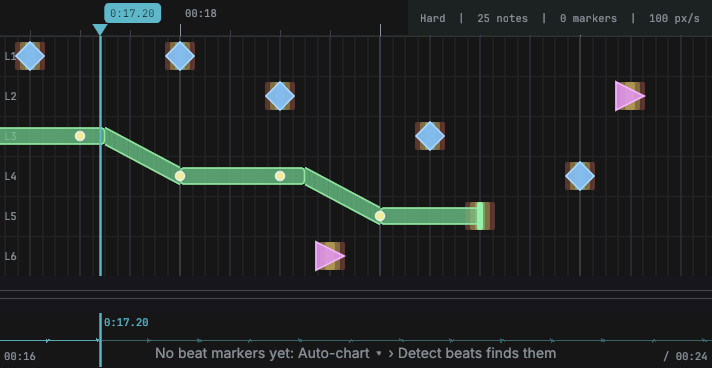 0:17.20 00:18 Hard | 25 notes | 0 markers | 100 px/s
L1
L2
L3
L4
L5
L6
0:17.20
00:16 No beat markers yet: Auto-chart ▾ › Detect beats finds them / 00:24